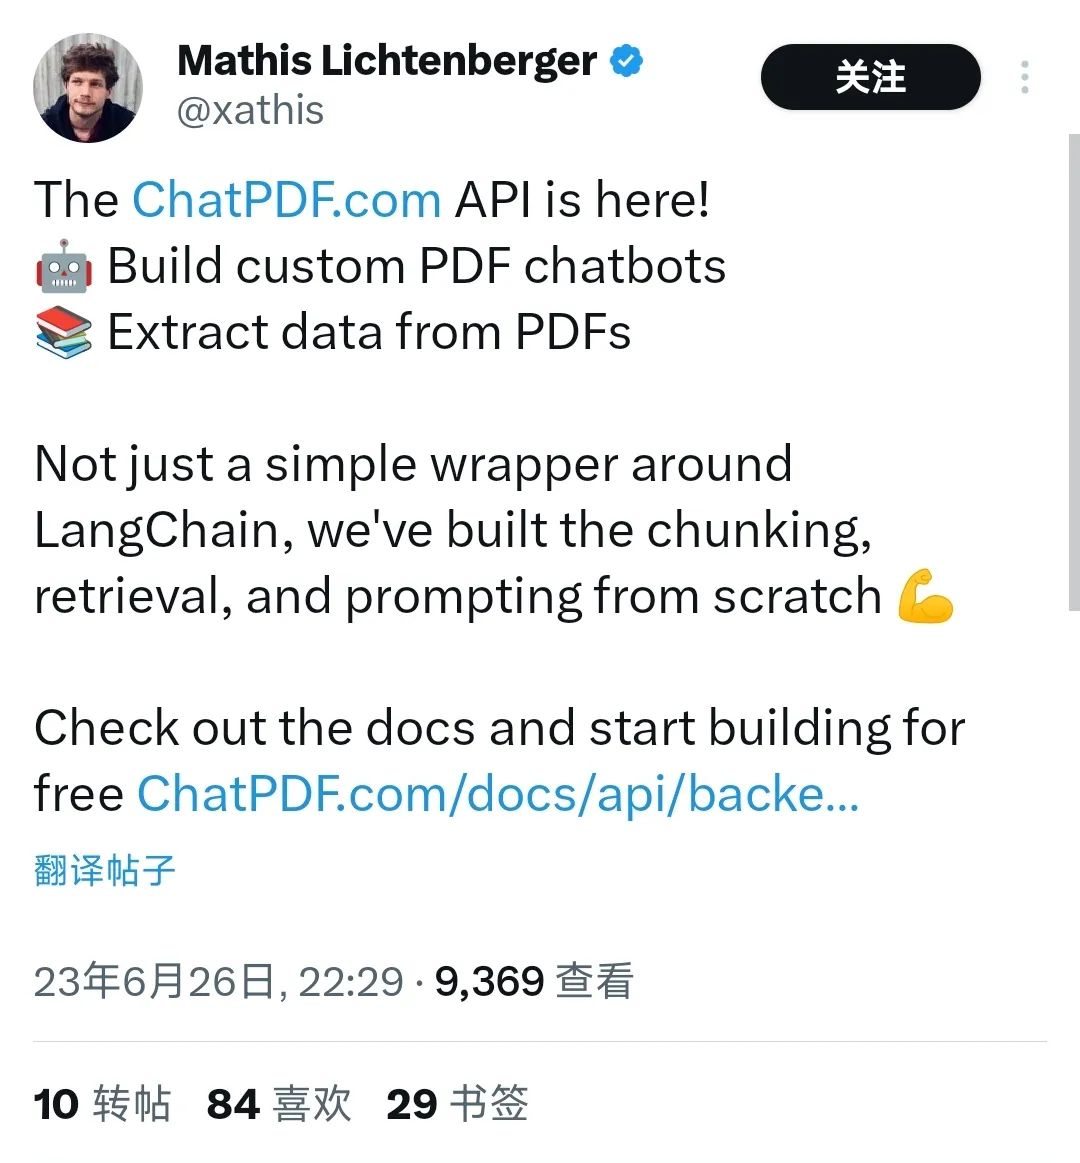 Mathis Lichtenberger
@xathis
关注
The ChatPDF.com API is here!
🤖 Build custom PDF chatbots
📚 Extract data from PDFs
Not just a simple wrapper around
LangChain, we've built the chunking,
retrieval, and prompting from scratch 💪
Check out the docs and start building for
free ChatPDF.com/docs/api/backe...
翻译帖子
23年6月26日, 22:29 · 9,369 查看
10 转帖 84 喜欢 29 书签